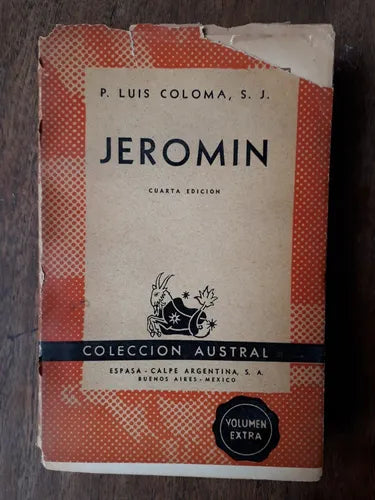 P. LUIS COLOMA, S. J.
JEROMIN
CUARTA EDICION
COLECCION AUSTRAL
ESPASA - CALPE ARGENTINA, S. A.
BUENOS AIRES - MEXICO
VOLUMEN
EXTRA